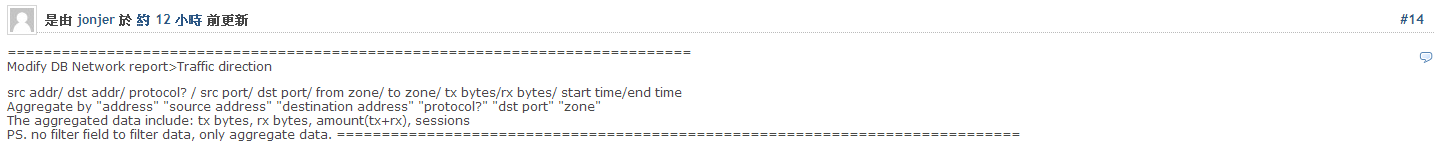 是由 jonjer 於 約 12 小時 前更新
#14
============================================================================
Modify DB Network report>Traffic direction
src addr/ dst addr/ protocol? / src port/ dst port/ from zone/ to zone/ tx bytes/rx bytes/ start time/end time
Aggregate by "address" "source address" "destination address" "protocol?" "dst port" "zone"
The aggregated data include: tx bytes, rx bytes, amount(tx+rx), sessions
PS. no filter field to filter data, only aggregate data. ============================================================================